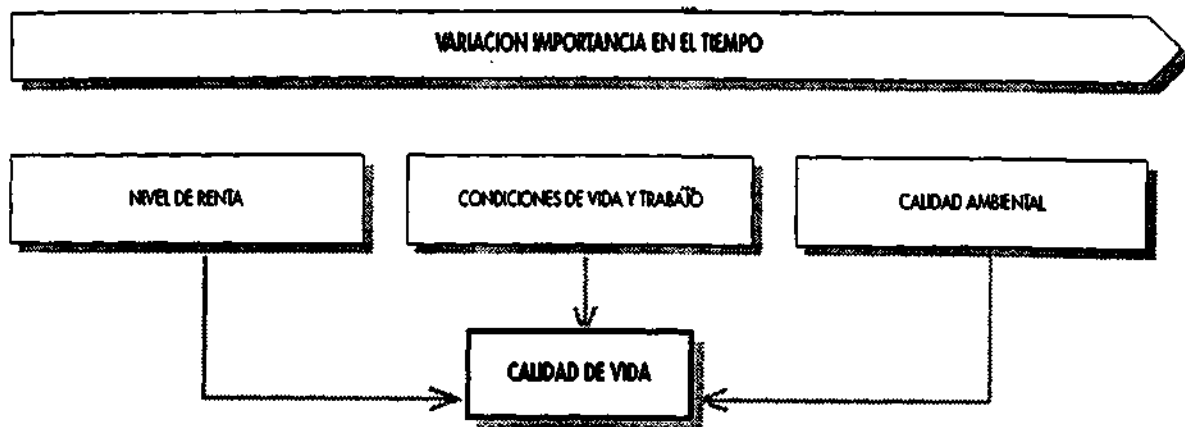 VARIACION IMPORTANCIA EN EL TIEMPO
NIVEL DE RENTA
CONDICIONES DE VIDA Y TRABAJO
CALIDAD AMBIENTAL
CALIDAD DE VIDA